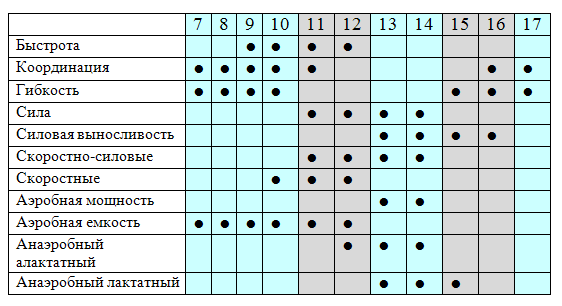 7 8 9 10 11 12 13 14 15 16 17
Быстрота ● ● ● ●
Координация ● ● ● ● ● ● ●
Гибкость ● ● ● ● ● ● ●
Сила ● ● ● ●
Силовая выносливость ● ● ● ●
Скоростно-силовые ● ● ● ●
Скоростные ● ● ●
Аэробная мощность ● ●
Аэробная емкость ● ● ● ● ● ●
Анаэробный ● ● ●
алактатный
Анаэробный лактатный ● ● ●